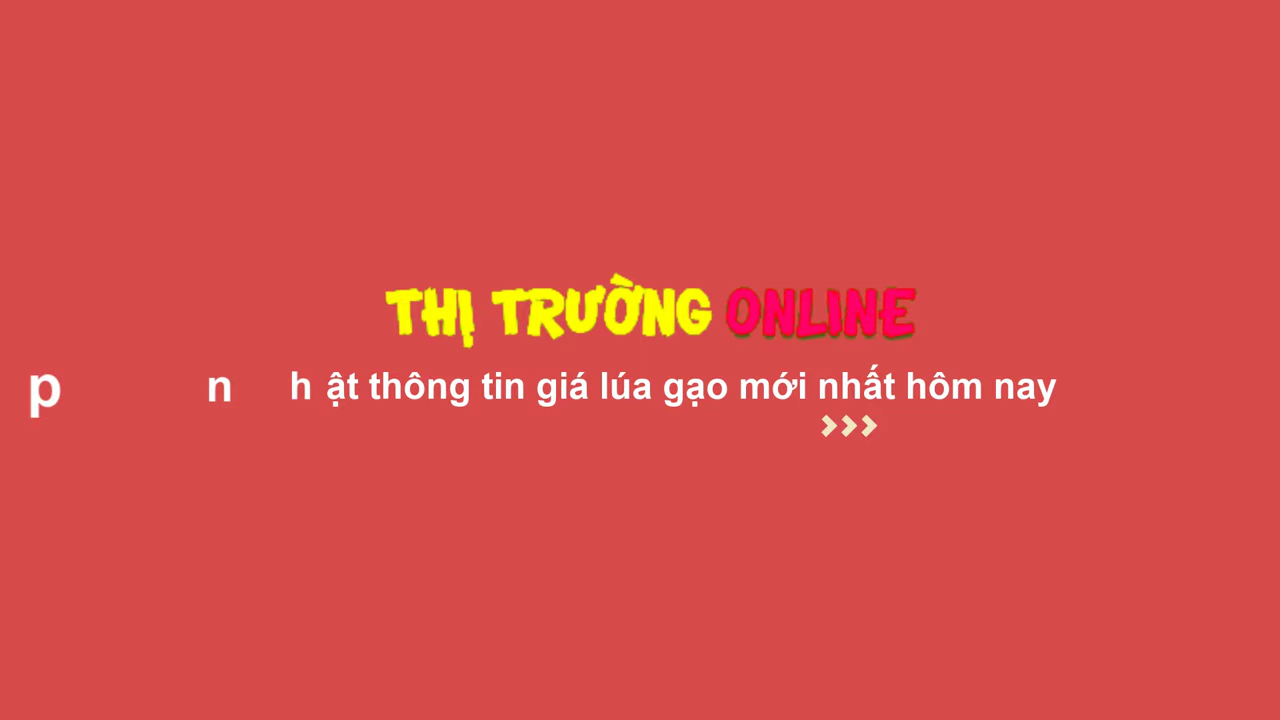 THỊ TRƯỜNG ONLINE
p n h ật thông tin giá lúa gạo mới nhất hôm nay